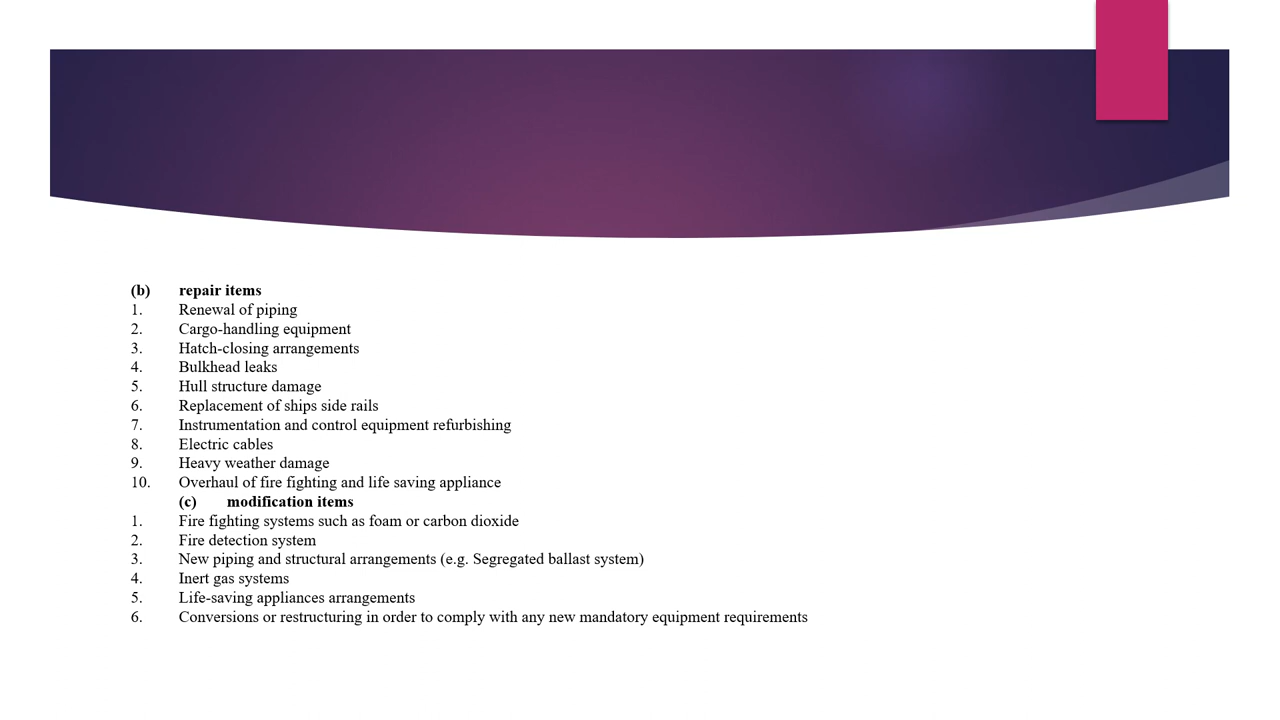 (b) repair items
1. Renewal of piping
2. Cargo-handling equipment
3. Hatch-closing arrangements
4. Bulkhead leaks
5. Hull structure damage
6. Replacement of ships side rails
7. Instrumentation and control equipment refurbishing
8. Electric cables
9. Heavy weather damage
10. Overhaul of fire fighting and life saving appliance
(c) modification items
1. Fire fighting systems such as foam or carbon dioxide
2. Fire detection system
3. New piping and structural arrangements (e.g. Segregated ballast system)
4. Inert gas systems
5. Life-saving appliances arrangements
6. Conversions or restructuring in order to comply with any new mandatory equipment requirements